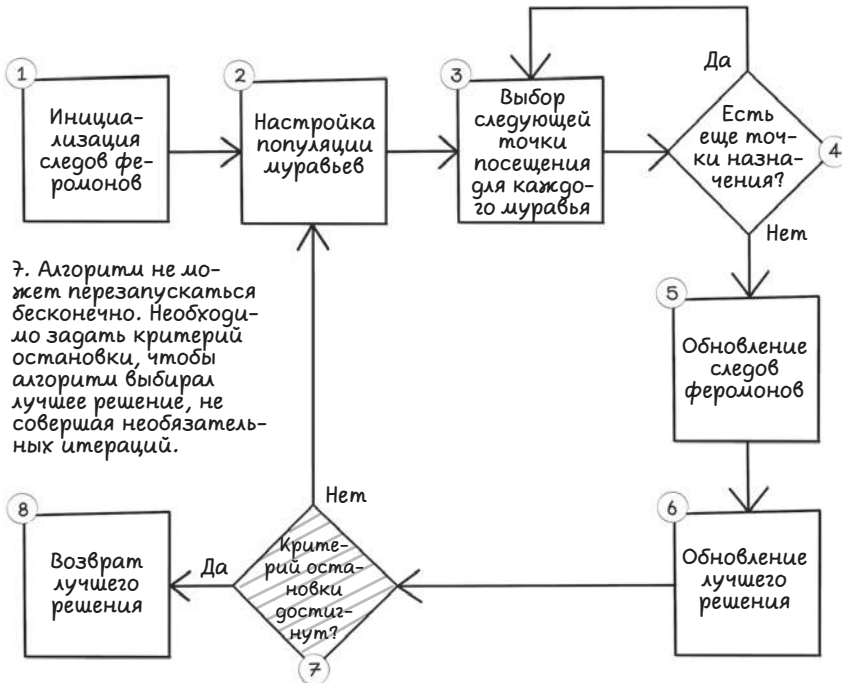 1
Инициа-
лизация
следов фе-
ромонов
2
Настройка
популяции
муравьев
3
Выбор
следующей
точки
посещения
для каждо-
го муравья
Да
Есть
еще точ-
ки назна-
чения?
4
Нет
5
Обновление
следов
феромонов
6
Обновление
лучшего
решения
7. Алгоритм не мо-
жет перезапускаться
бесконечно. Необходи-
мо задать критерий
остановки, чтобы
алгоритм выбирал
лучшее решение, не
совершая необязатель-
ных итераций.
Нет
Крите-
рий оста-
новки
достиг-
нут?
7
Да
8
Возврат
лучшего
решения